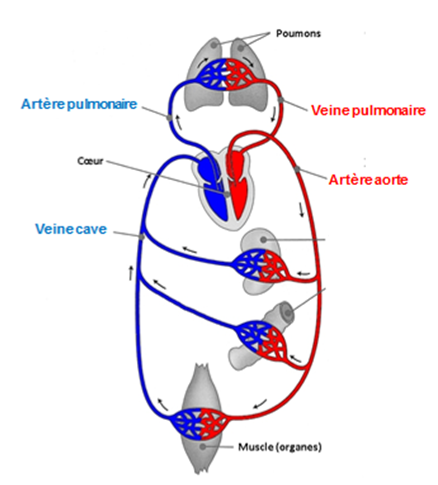 Poumons
Artère pulmonaire
Veine pulmonaire
Cœur
Artère aorte
Veine cave
Muscle (organes)